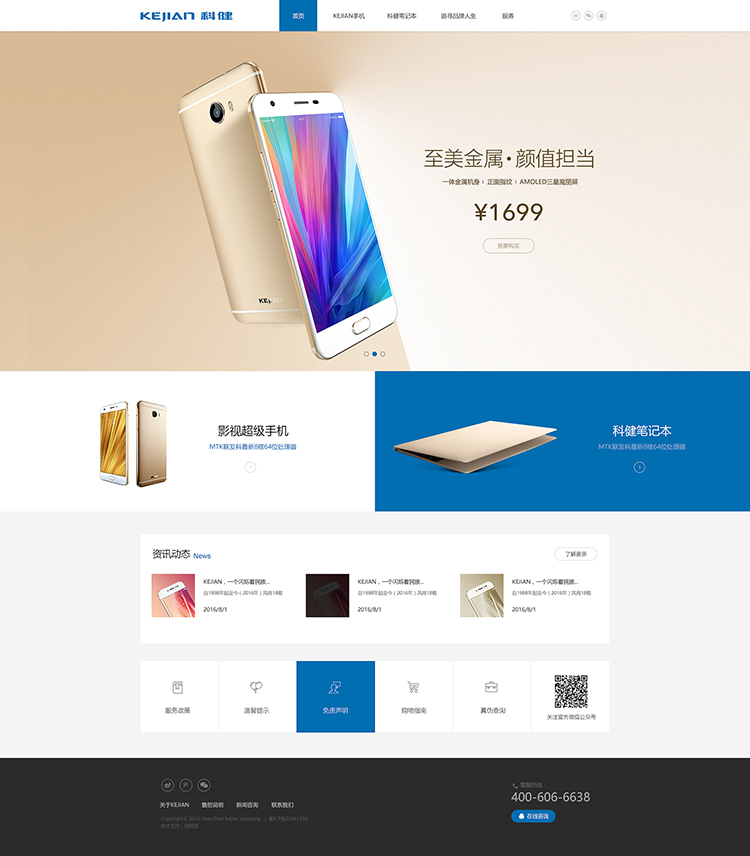 KEJIAN 科健
首页
KEJIAN手机
科健笔记本
追寻品牌人生
服务
至美金属·颜值担当
一体金属机身 | 正面指纹 | AMOLED三星魔丽屏
¥1699
我要购买
KEJIAN
影视超级手机
MTK联发科最新8核64位处理器
科健笔记本
MTK联发科最新8核64位处理器
资讯动态 News
了解更多
KEJIAN，一个闪烁着民族...
自1998年起至今（2016年）风雨18载
2016/8/1
KEJIAN，一个闪烁着民族...
自1998年起至今（2016年）风雨18载
2016/8/1
KEJIAN，一个闪烁着民族...
自1998年起至今（2016年）风雨18载
2016/8/1
服务政策
温馨提示
免责声明
购物指南
真伪查询
关注官方微信公众号
关于KEJIAN
售后说明
新闻咨询
联系我们
客服热线：
400-606-6638
在线咨询